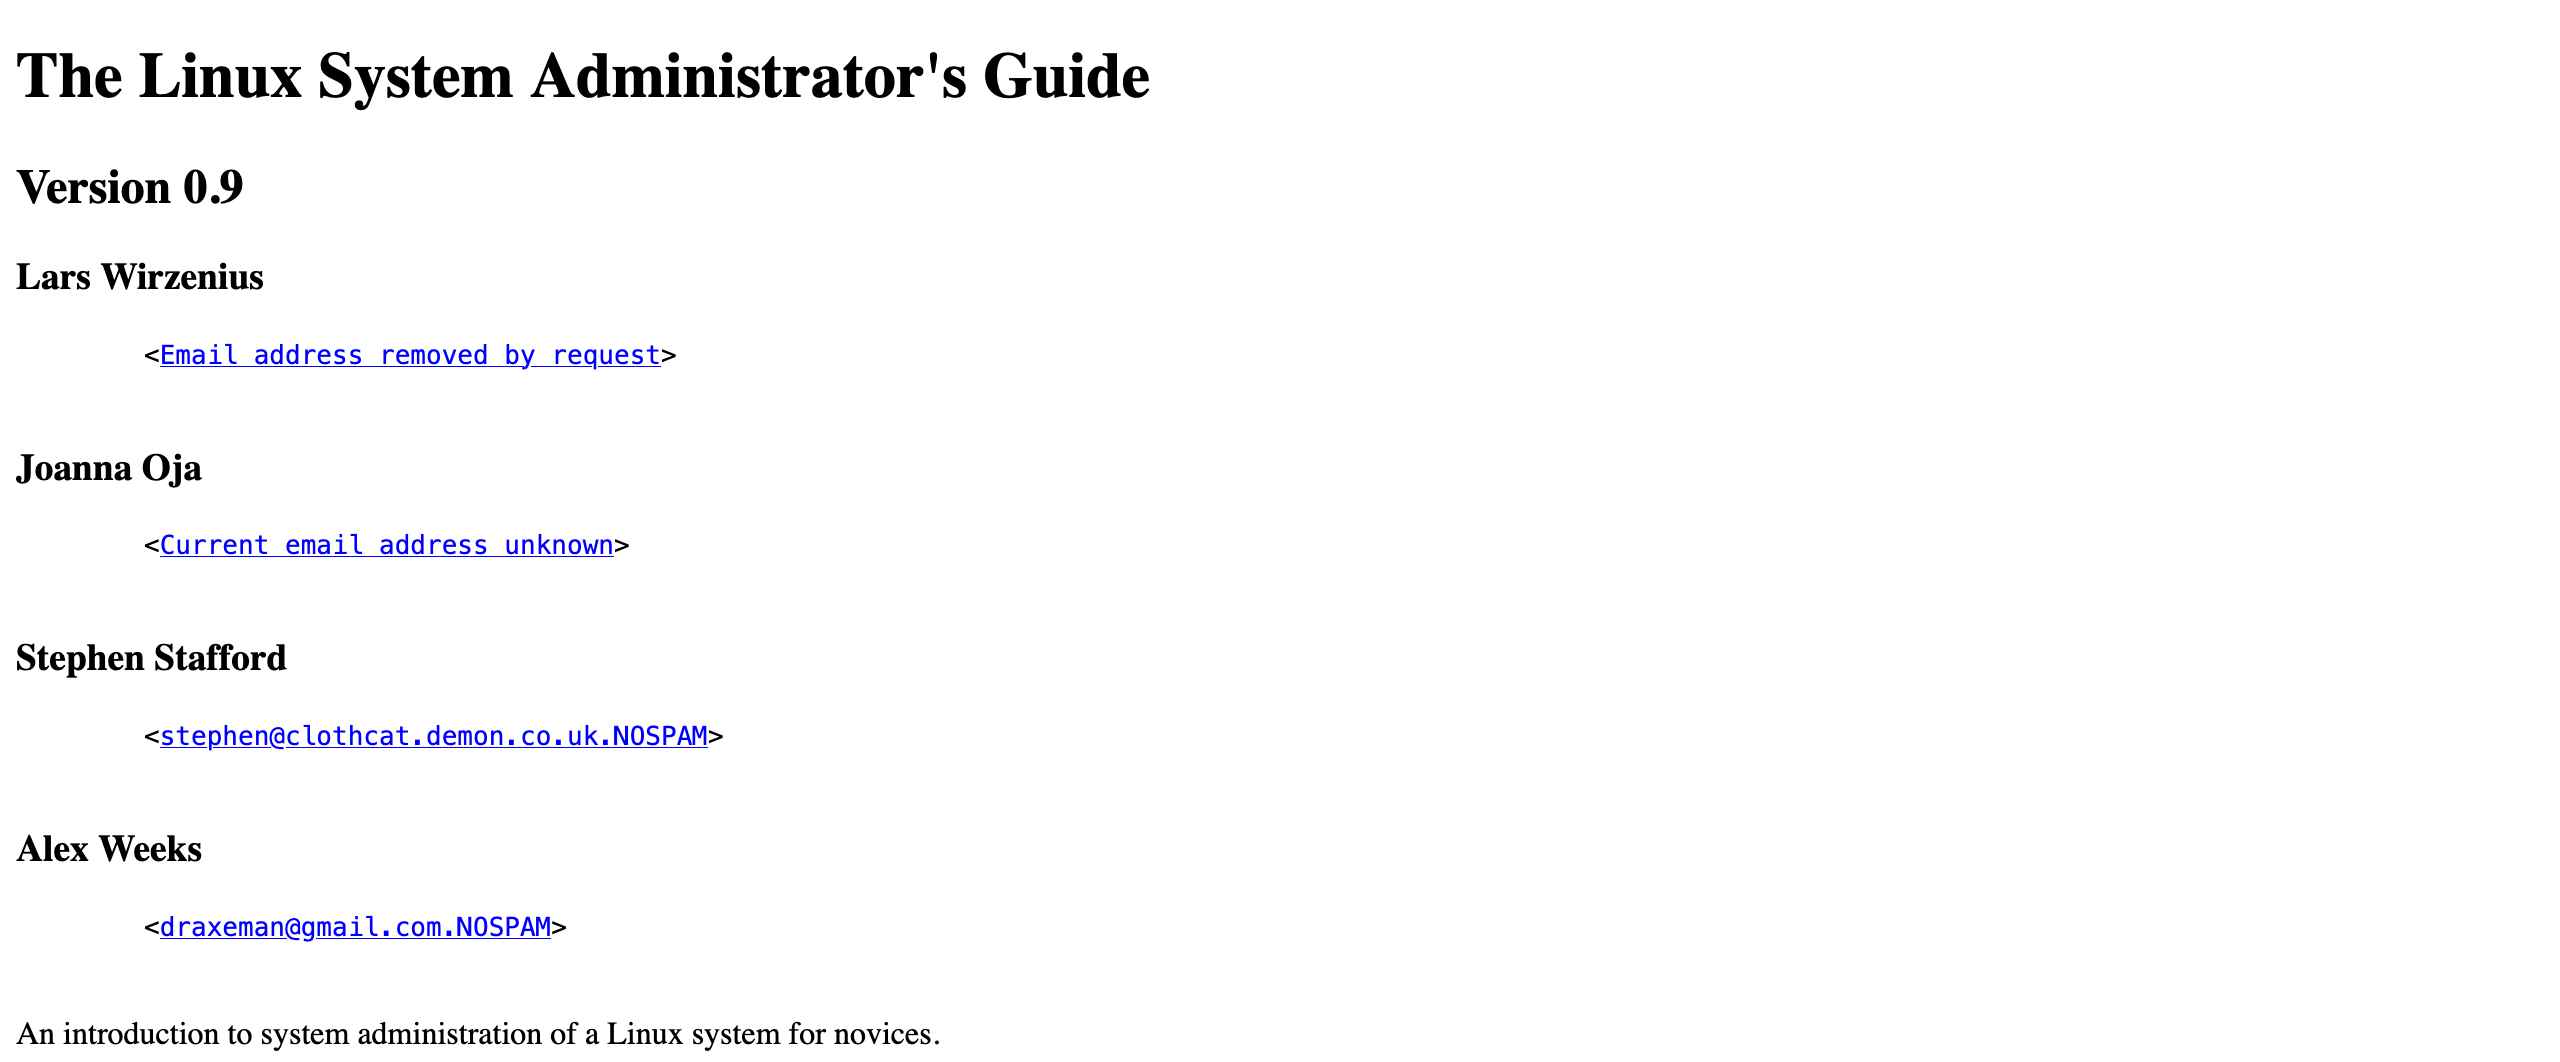 The Linux System Administrator's Guide
Version 0.9
Lars Wirzenius
<Email address removed by request>
Joanna Oja
<Current email address unknown>
Stephen Stafford
<stephen@clothcat.demon.co.uk.NOSPAM>
Alex Weeks
<draxeman@gmail.com.NOSPAM>
An introduction to system administration of a Linux system for novices.